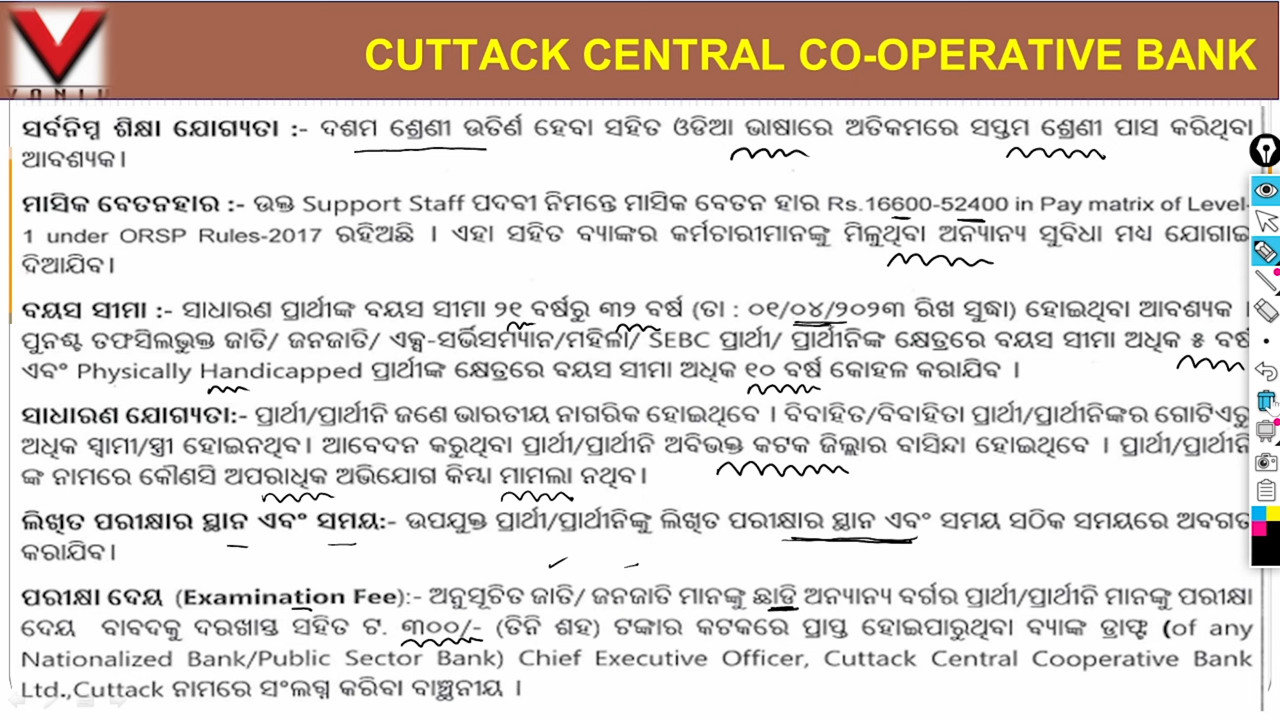 VANIJ
CUTTACK CENTRAL CO-OPERATIVE BANK
ସର୍ବନିମ୍ନ ଶିକ୍ଷା ଯୋଗ୍ୟତା :- ଦଶମ ଶ୍ରେଣୀ ଉତିର୍ଣ ହେବା ସହିତ ଓଡିଆ ଭାଷାରେ ଅତିକମରେ ସପ୍ତମ ଶ୍ରେଣୀ ପାସ କରିଥିବା
ଆବଶ୍ୟକ।
ମାସିକ ବେତନହାର :- ଉକ୍ତ Support Staff ପଦବୀ ନିମନ୍ତେ ମାସିକ ବେତନ ହାର Rs.16600-52400 in Pay matrix of Level-
1 under ORSP Rules-2017 ରହିଅଛି । ଏହା ସହିତ ବ୍ୟାଙ୍କର କର୍ମଚାରୀମାନଙ୍କୁ ମିଳୁଥିବା ଅନ୍ୟାନ୍ୟ ସୁବିଧା ମଧ୍ୟ ଯୋଗାଇ
ଦିଆଯିବ।
ବୟସ ସୀମା :- ସାଧାରଣ ପ୍ରାର୍ଥୀଙ୍କ ବୟସ ସୀମା ୨୧ ବର୍ଷରୁ ୩୨ ବର୍ଷ (ତା : ୦୧/୦୪/୨୦୨୩ ରିଖ ସୁଦ୍ଧା) ହୋଇଥିବା ଆବଶ୍ୟକ ।
ପୁନଶ୍ଚ ତଫସିଲଭୁକ୍ତ ଜାତି/ ଜନଜାତି/ ଏକ୍ସ-ସର୍ଭିସମ୍ୟାନ/ମହିଳା/ SEBC ପ୍ରାର୍ଥୀ/ ପ୍ରାର୍ଥୀନିଙ୍କ କ୍ଷେତ୍ରରେ ବୟସ ସୀମା ଅଧିକ ୫ ବର୍ଷ
ଏବଂ Physically Handicapped ପ୍ରାର୍ଥୀଙ୍କ କ୍ଷେତ୍ରରେ ବୟସ ସୀମା ଅଧିକ ୧୦ ବର୍ଷ କୋହଳ କରାଯିବ ।
ସାଧାରଣ ଯୋଗ୍ୟତା:- ପ୍ରାର୍ଥୀ/ପ୍ରାର୍ଥୀନି ଜଣେ ଭାରତୀୟ ନାଗରିକ ହୋଇଥିବେ । ବିବାହିତ/ବିବାହିତା ପ୍ରାର୍ଥୀ/ପ୍ରାର୍ଥୀନିଙ୍କର ଗୋଟିଏରୁ
ଅଧିକ ସ୍ୱାମୀ/ସ୍ତ୍ରୀ ହୋଇନଥିବ। ଆବେଦନ କରୁଥିବା ପ୍ରାର୍ଥୀ/ପ୍ରାର୍ଥୀନି ଅବିଭକ୍ତ କଟକ ଜିଲ୍ଲାର ବାସିନ୍ଦା ହୋଇଥିବେ । ପ୍ରାର୍ଥୀ/ପ୍ରାର୍ଥୀନି
ଙ୍କ ନାମରେ କୌଣସି ଅପରାଧିକ ଅଭିଯୋଗ କିମ୍ୱା ମାମଲା ନଥିବ।
ଲିଖିତ ପରୀକ୍ଷାର ସ୍ଥାନ ଏବଂ ସମୟ:- ଉପଯୁକ୍ତ ପ୍ରାର୍ଥୀ/ପ୍ରାର୍ଥୀନିଙ୍କୁ ଲିଖିତ ପରୀକ୍ଷାର ସ୍ଥାନ ଏବଂ ସମୟ ସଠିକ ସମୟରେ ଅବଗତ
କରାଯିବ।
ପରୀକ୍ଷା ଦେୟ (Examination Fee):- ଅନୁସୂଚିତ ଜାତି/ ଜନଜାତି ମାନଙ୍କୁ ଛାଡି ଅନ୍ୟାନ୍ୟ ବର୍ଗର ପ୍ରାର୍ଥୀ/ପ୍ରାର୍ଥୀନି ମାନଙ୍କୁ ପରୀକ୍ଷା
ଦେୟ ବାବଦକୁ ଦରଖାସ୍ତ ସହିତ ଟ. ୩୦୦/- (ତିନି ଶହ) ଟଙ୍କାର କଟକରେ ପ୍ରାପ୍ତ ହୋଇପାରୁଥିବା ବ୍ୟାଙ୍କ ଡ୍ରାଫ୍ଟ (of any
Nationalized Bank/Public Sector Bank) Chief Executive Officer, Cuttack Central Cooperative Bank
Ltd.,Cuttack ନାମରେ ସଂଲଗ୍ନ କରିବା ବାଞ୍ଚନୀୟ ।